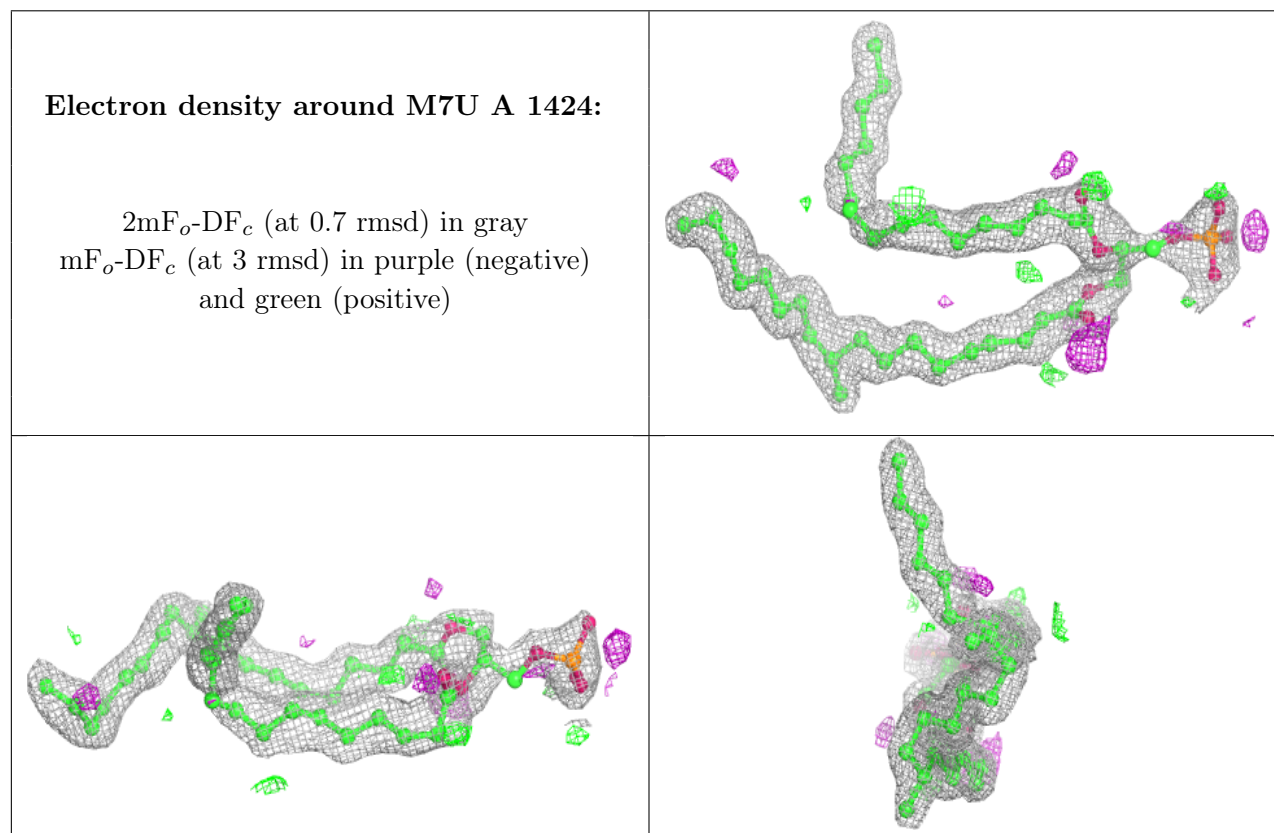 Electron density around M7U A 1424:
2mFo-DFc (at 0.7 rmsd) in gray
mFo-DFc (at 3 rmsd) in purple (negative)
and green (positive)